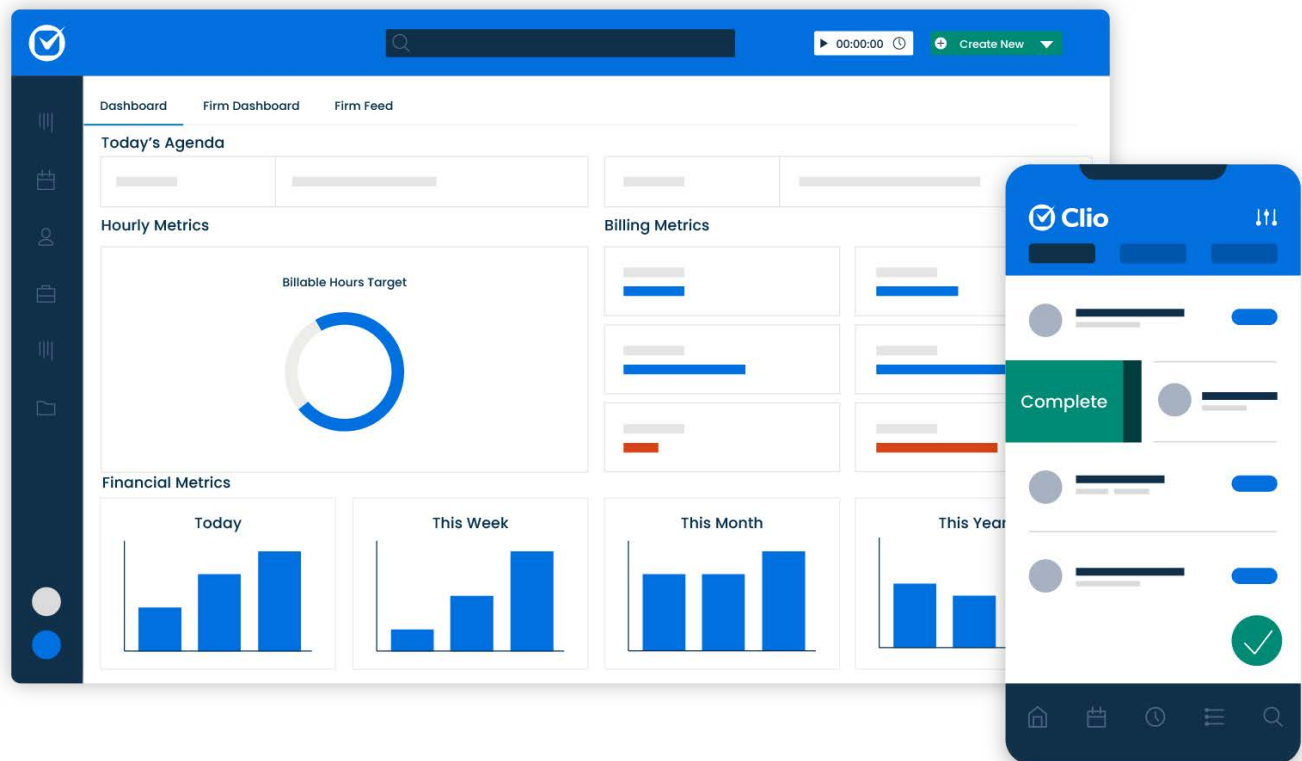 00:00:00
Create New
Dashboard Firm Dashboard Firm Feed
Today's Agenda
Hourly Metrics
Billable Hours Target
Billing Metrics
Financial Metrics
Today
This Week
This Month
This Year
Clio
Complete